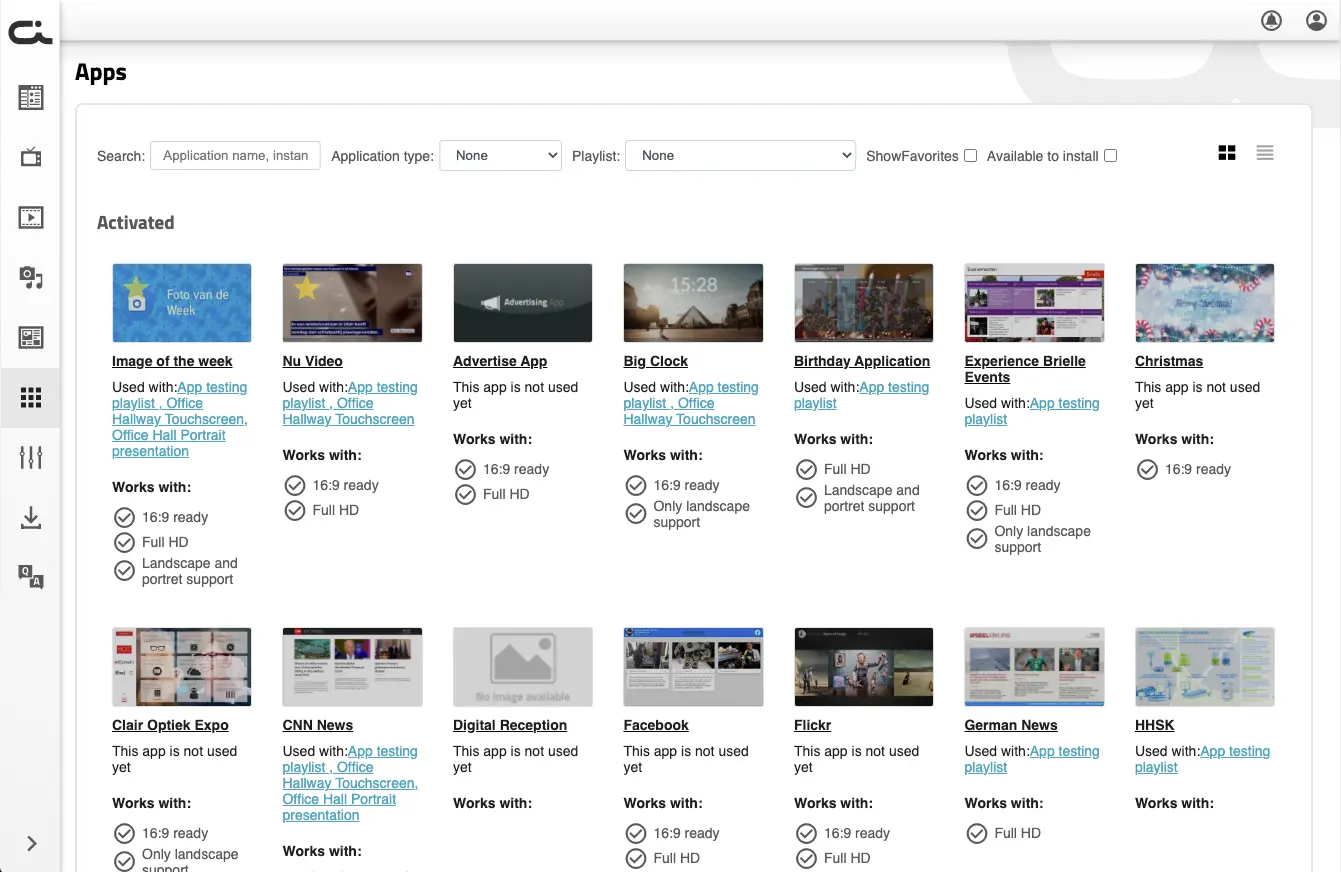 Apps
Search: Application name, instan Application type: None Playlist: None ShowFavorites Available to install
Activated
Foto van de
Week
Image of the week
Used with:App testing
playlist , Office
Hallway Touchscreen,
Office Hall Portrait
presentation
Works with:
16:9 ready
Full HD
Landscape and
portret support
Nu Video
Used with:App testing
playlist , Office
Hallway Touchscreen
Works with:
16:9 ready
Full HD
Advertising App
Advertise App
This app is not used
yet
Works with:
16:9 ready
Full HD
15:28
Big Clock
Used with:App testing
playlist , Office
Hallway Touchscreen
Works with:
16:9 ready
Only landscape
support
Birthday Application
Used with:App testing
playlist
Works with:
Full HD
Landscape and
portret support
Evenementen
Experience Brielle
Events
Used with:App testing
playlist
Works with:
16:9 ready
Full HD
Only landscape
support
Merry Christmas
Christmas
This app is not used
yet
Works with:
16:9 ready
Clair Optiek Expo
This app is not used
yet
Works with:
16:9 ready
Only landscape
support
CNN News
Used with:App testing
playlist , Office
Hallway Touchscreen,
Office Hall Portrait
presentation
Works with:
No image available
Digital Reception
This app is not used
yet
Works with:
Facebook
This app is not used
yet
Works with:
16:9 ready
Full HD
Flickr
This app is not used
yet
Works with:
16:9 ready
Full HD
SPIEGEL ONLINE
German News
Used with:App testing
playlist
Works with:
Full HD
HHSK
Used with:App testing
playlist
Works with:
Q
A